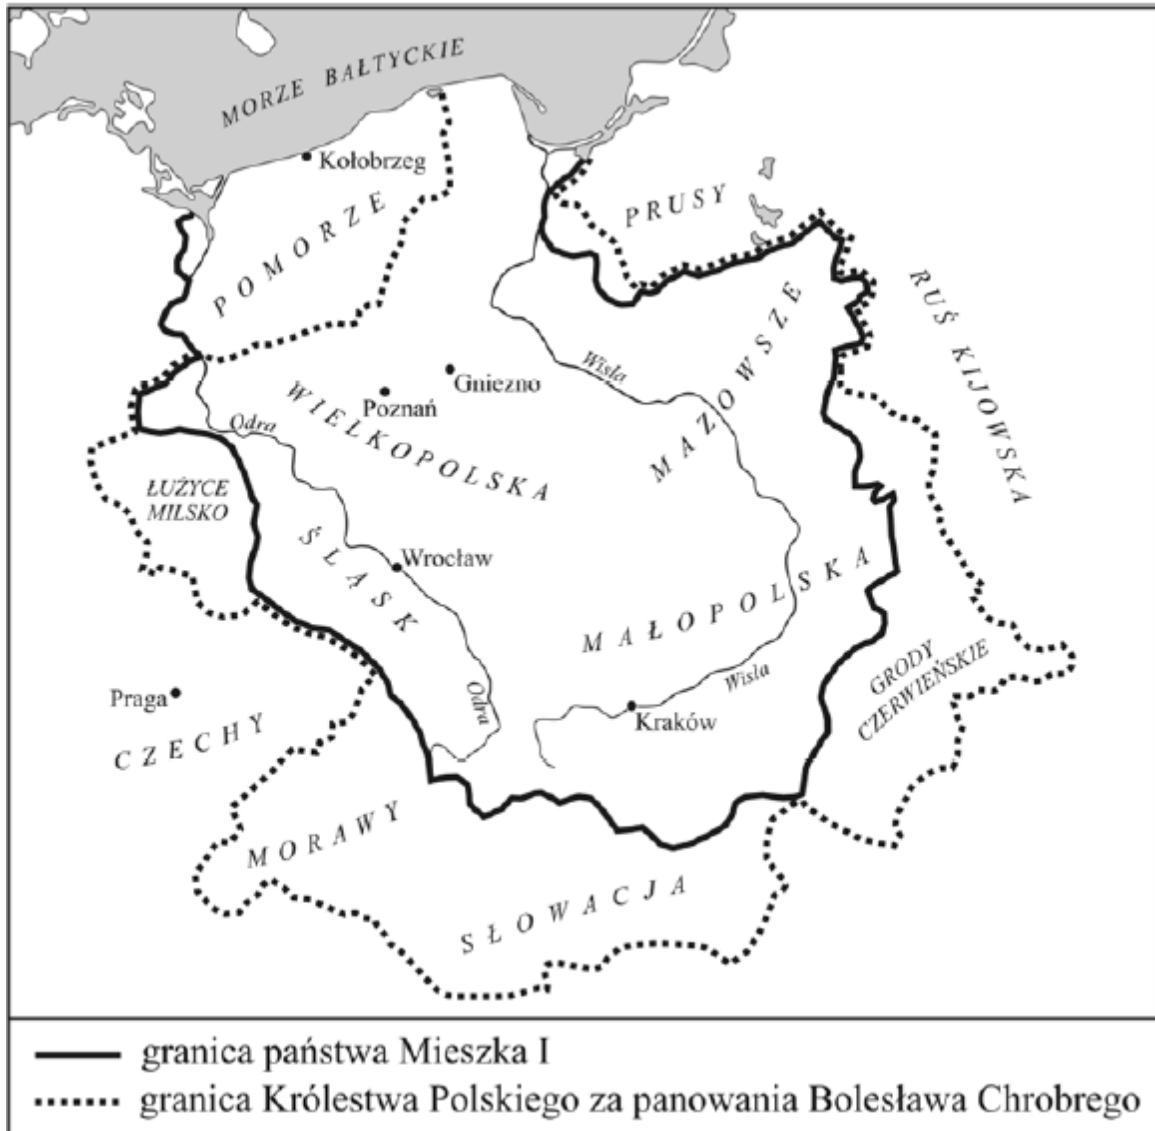 MORZE BAŁTYCKIE
Kołobrzeg
POMORZE
PRUSY
RUŚ KIJOWSKA
Wisła
MAZOWSZE
Gniezno
Poznań
WIELKOPOLSKA
Odra
ŁUŻYCE
MILSKO
ŚLĄSK
Wrocław
MAŁOPOLSKA
GRODY
CZERWIEŃSKIE
Wisła
Odra
Kraków
Praga
CZECHY
MORAWY
SŁOWACJA
granica państwa Mieszka I
granica Królestwa Polskiego za panowania Bolesława Chrobrego